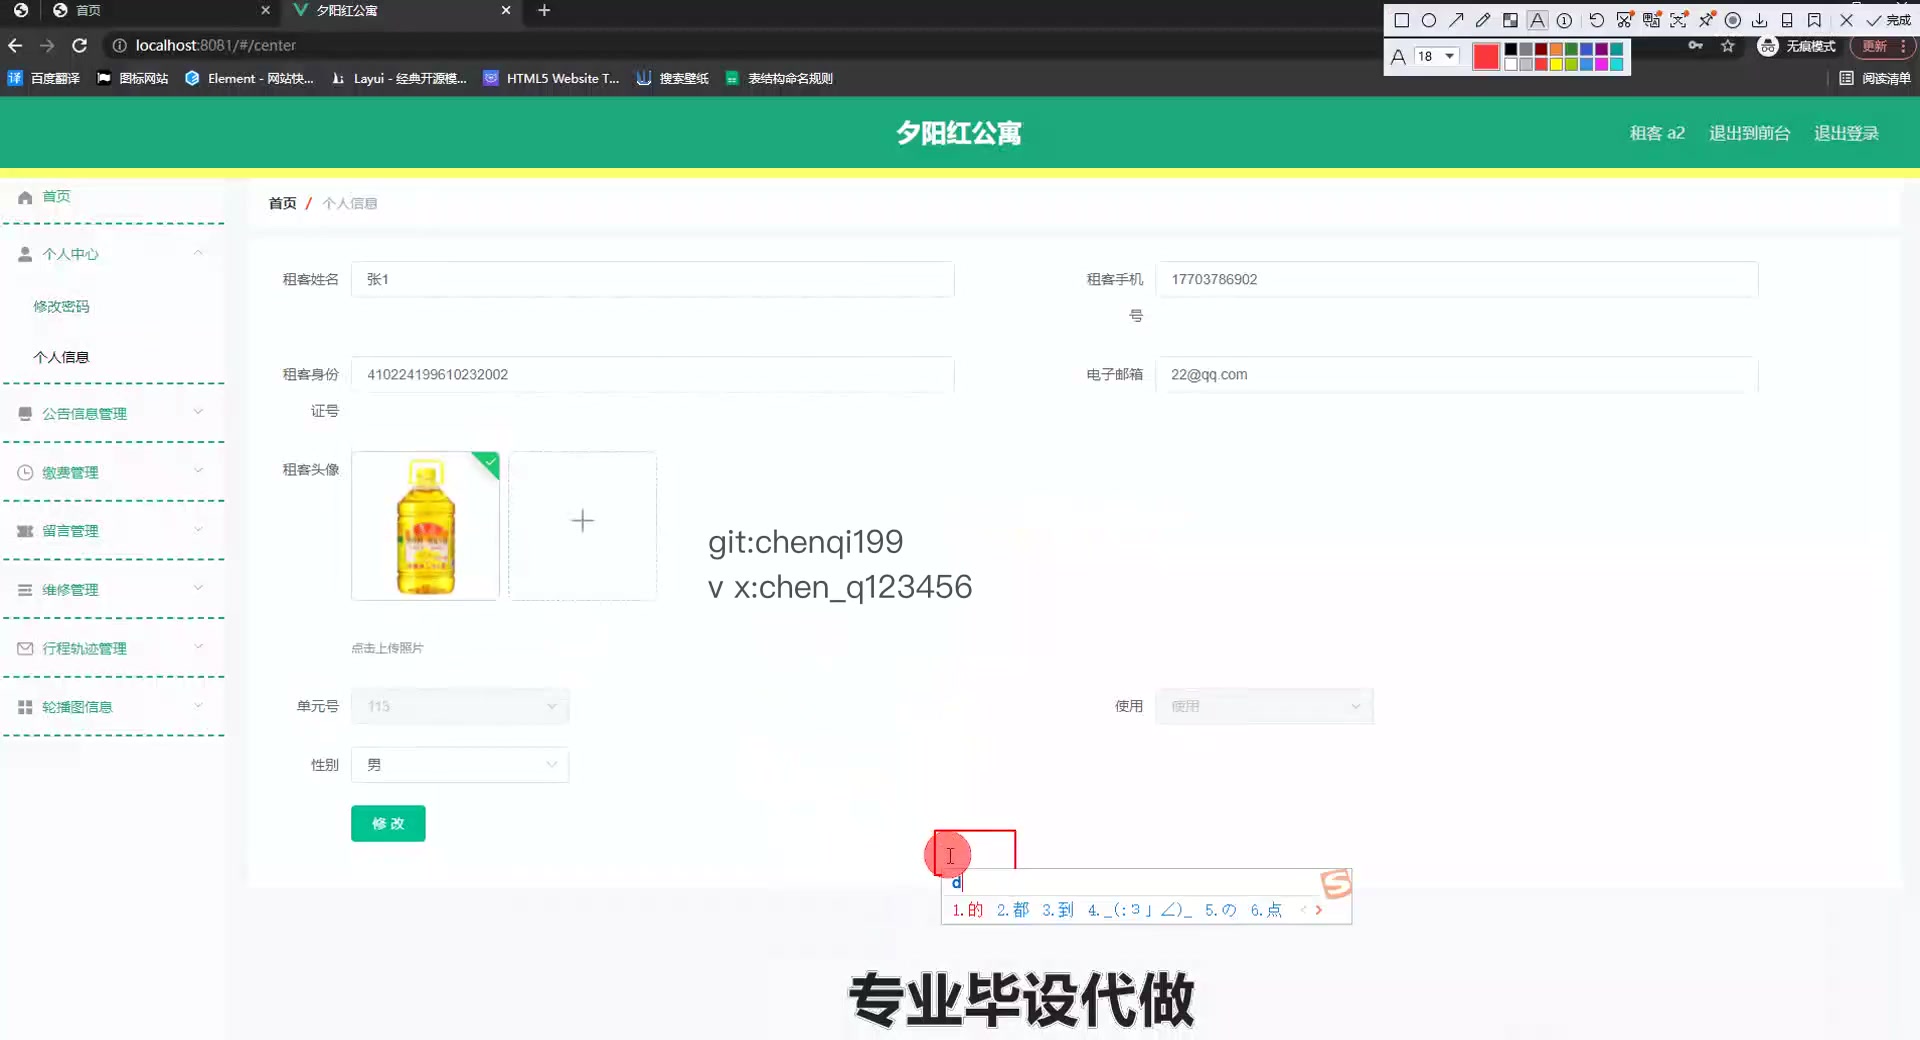 首页
夕阳红公寓
完成
localhost:8081/#/center
无痕模式
更新
A 18
百度翻译
图标网站
Element - 网站快...
Layui - 经典开源模...
HTML5 Website T...
搜索壁纸
表结构命名规则
阅读清单
夕阳红公寓
租客 a2
退出到前台
退出登录
首页
个人中心
修改密码
个人信息
公告信息管理
缴费管理
留言管理
维修管理
行程轨迹管理
轮播图信息
首页 / 个人信息
租客姓名
张1
租客手机号
17703786902
租客身份证号
410224199610232002
电子邮箱
22@qq.com
租客头像
git:chenqi199
v x:chen_q123456
点击上传照片
单元号
115
使用
使用
性别
男
修 改
d
1.的 2.都 3.到 4._(:3」∠)_ 5.の 6.点
专业毕设代做